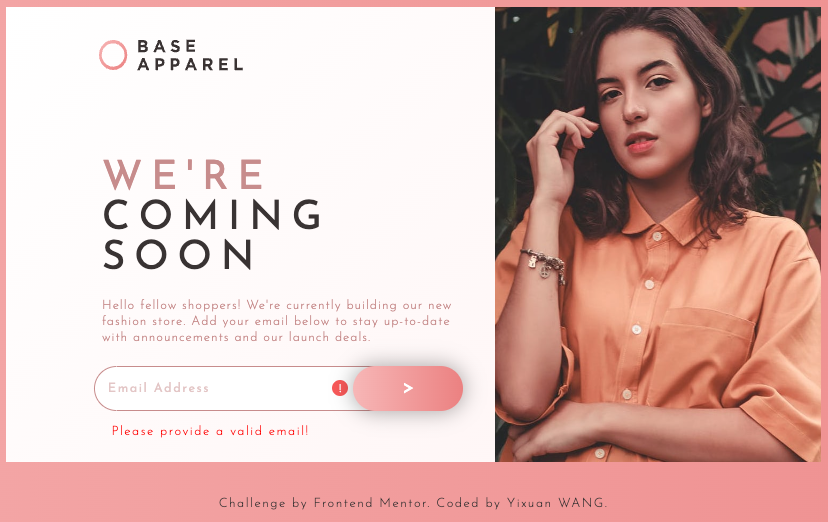 BASE
APPAREL
WE'RE
COMING
SOON
Hello fellow shoppers! We're currently building our new
fashion store. Add your email below to stay up-to-date
with announcements and our launch deals.
Email Address ! >
Please provide a valid email!
Challenge by Frontend Mentor. Coded by Yixuan WANG.